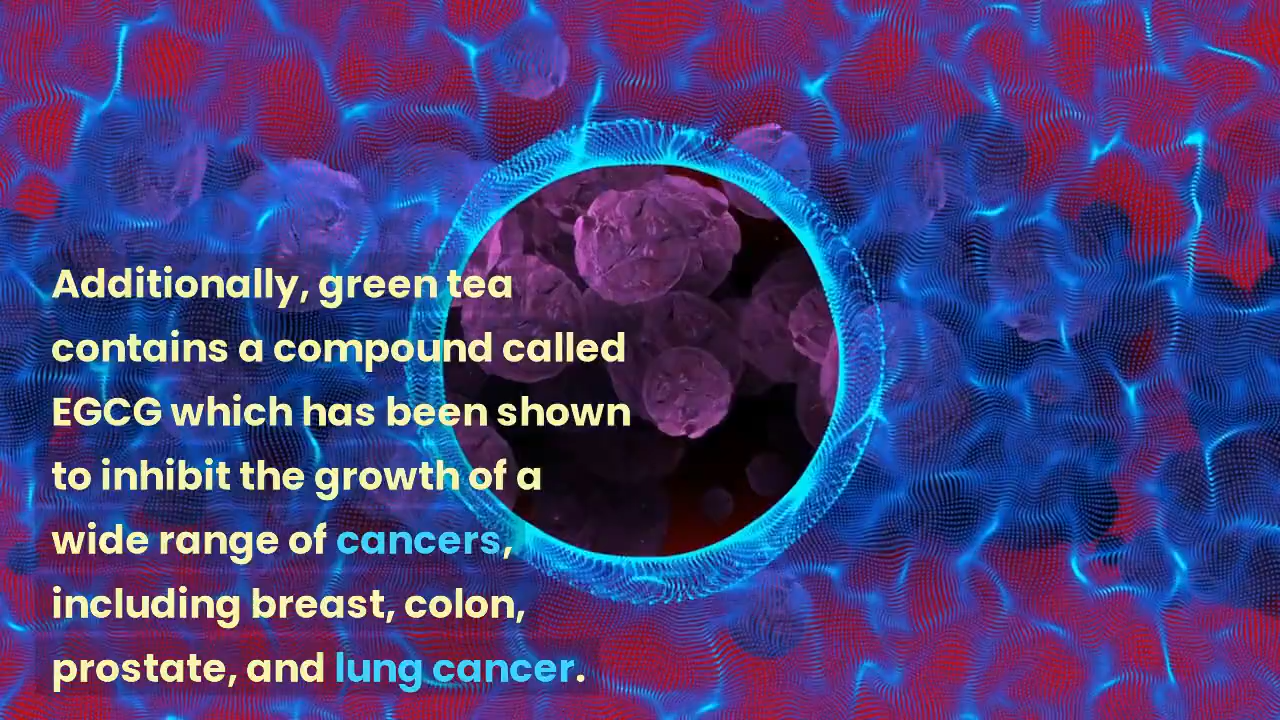 Additionally, green tea
contains a compound called
EGCG which has been shown
to inhibit the growth of a
wide range of cancers,
including breast, colon,
prostate, and lung cancer.